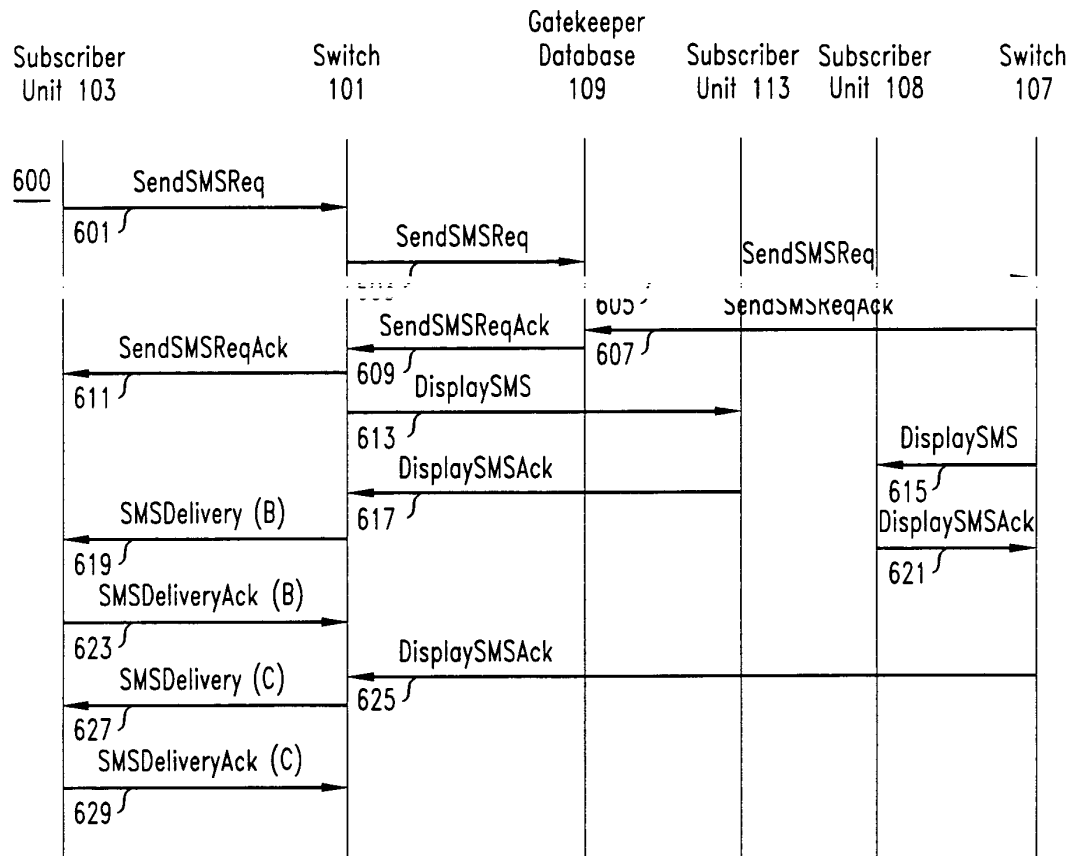 Subscriber
Unit 103
Switch
101
Gatekeeper
Database
109
Subscriber
Unit 113
Subscriber
Unit 108
Switch
107
600
SendSMSReq
601
SendSMSReq
SendSMSReq
605
SendSMSReqAck
607
SendSMSReqAck
609
SendSMSReqAck
611
DisplaySMS
613
DisplaySMS
615
DisplaySMSAck
617
SMSDelivery (B)
619
DisplaySMSAck
621
SMSDeliveryAck (B)
623
DisplaySMSAck
625
SMSDelivery (C)
627
SMSDeliveryAck (C)
629